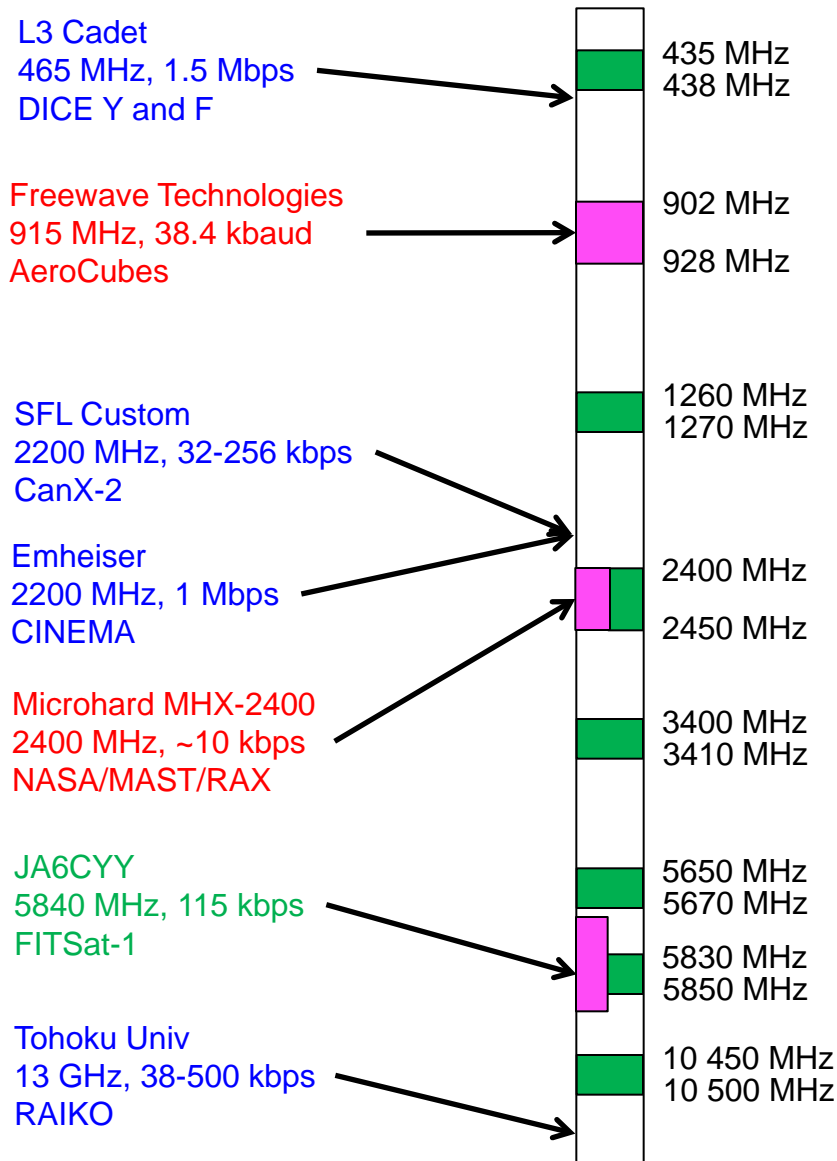 L3 Cadet
465 MHz, 1.5 Mbps
DICE Y and F
435 MHz
438 MHz
Freewave Technologies
915 MHz, 38.4 kbaud
AeroCubes
902 MHz
928 MHz
SFL Custom
2200 MHz, 32-256 kbps
CanX-2
1260 MHz
1270 MHz
Emheiser
2200 MHz, 1 Mbps
CINEMA
2400 MHz
2450 MHz
Microhard MHX-2400
2400 MHz, ~10 kbps
NASA/MAST/RAX
3400 MHz
3410 MHz
JA6CYY
5840 MHz, 115 kbps
FITSat-1
5650 MHz
5670 MHz
5830 MHz
5850 MHz
Tohoku Univ
13 GHz, 38-500 kbps
RAIKO
10 450 MHz
10 500 MHz